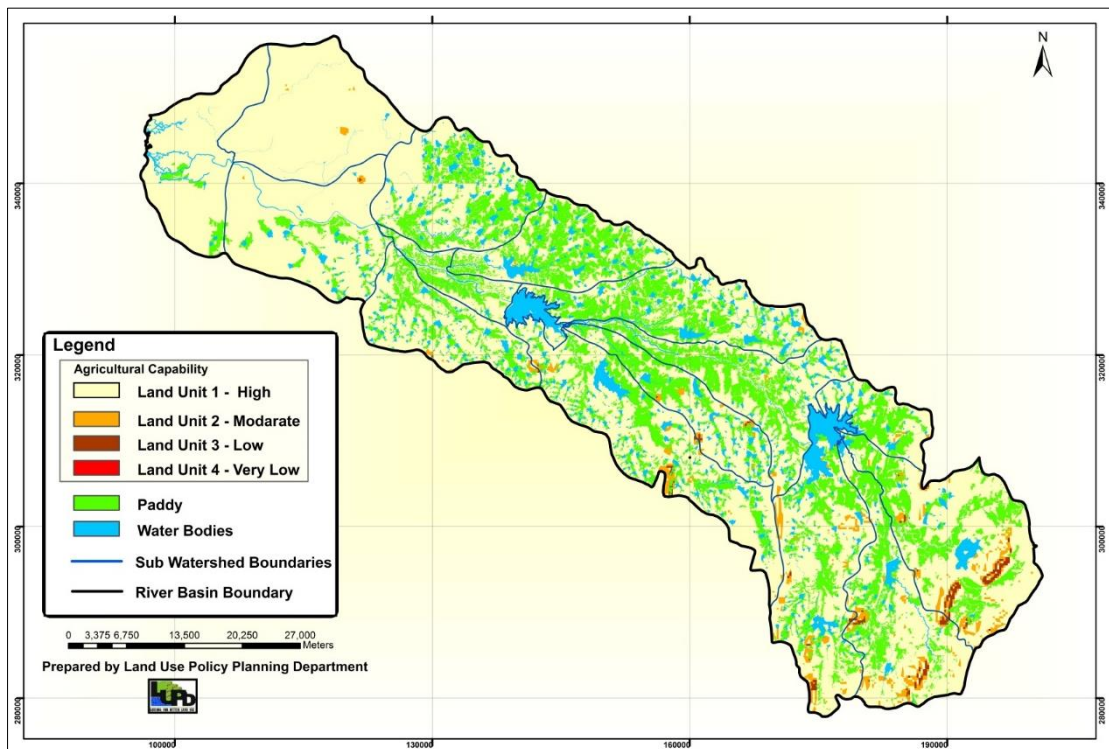 N
340000
340000
320000
320000
300000
300000
280000
280000
100000
130000
160000
190000
Legend
Agricultural Capability
Land Unit 1 - High
Land Unit 2 - Modarate
Land Unit 3 - Low
Land Unit 4 - Very Low
Paddy
Water Bodies
Sub Watershed Boundaries
River Basin Boundary
0 3,375 6,750 13,500 20,250 27,000
Meters
Prepared by Land Use Policy Planning Department
LUPPD